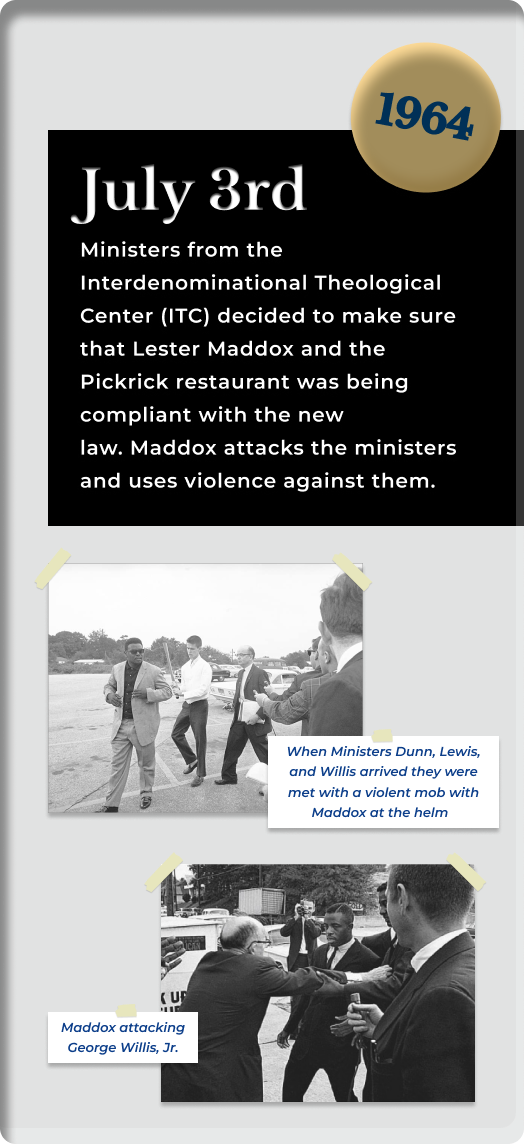 1964
July 3rd
Ministers from the
Interdenominational Theological
Center (ITC) decided to make sure
that Lester Maddox and the
Pickrick restaurant was being
compliant with the new
law. Maddox attacks the ministers
and uses violence against them.
When Ministers Dunn, Lewis,
and Willis arrived they were
met with a violent mob with
Maddox at the helm
K UP
Maddox attacking
George Willis, Jr.